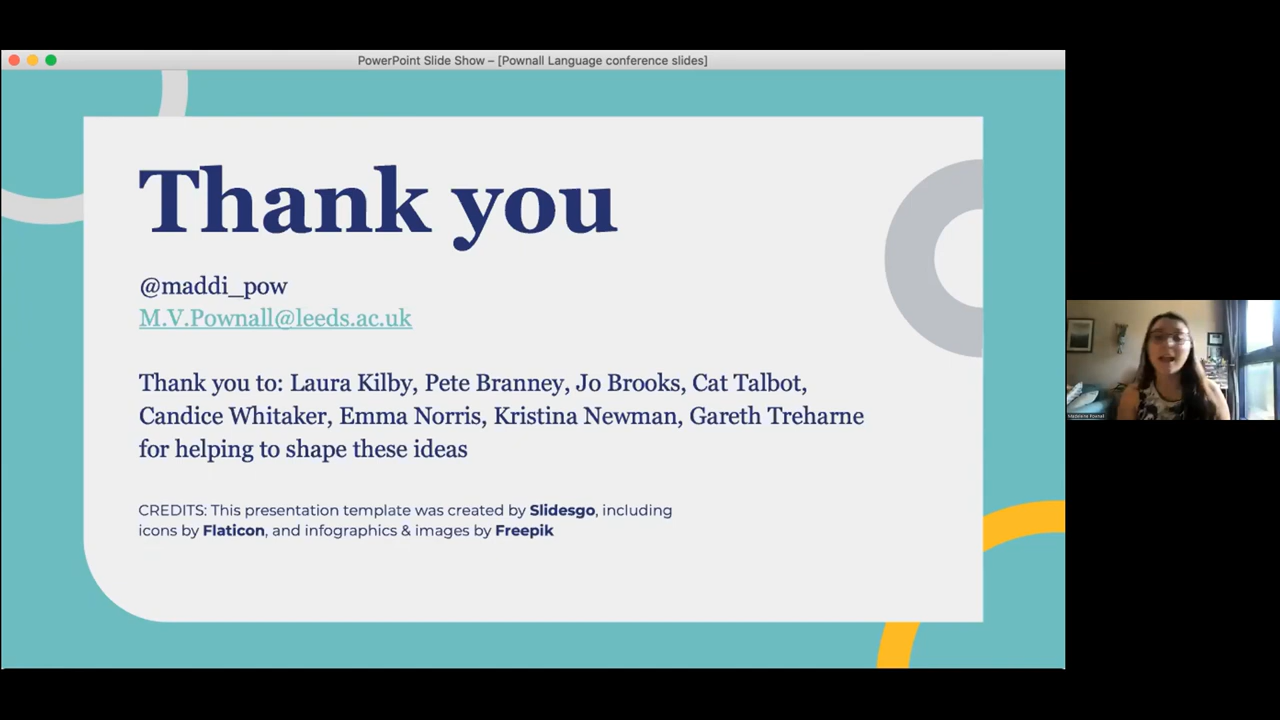 PowerPoint Slide Show – [Pownall Language conference slides]
Thank you
@maddi_pow
M.V.Pownall@leeds.ac.uk
Thank you to: Laura Kilby, Pete Branney, Jo Brooks, Cat Talbot,
Candice Whitaker, Emma Norris, Kristina Newman, Gareth Treharne
for helping to shape these ideas
CREDITS: This presentation template was created by Slidesgo, including
icons by Flaticon, and infographics & images by Freepik
Madeleine Pownall